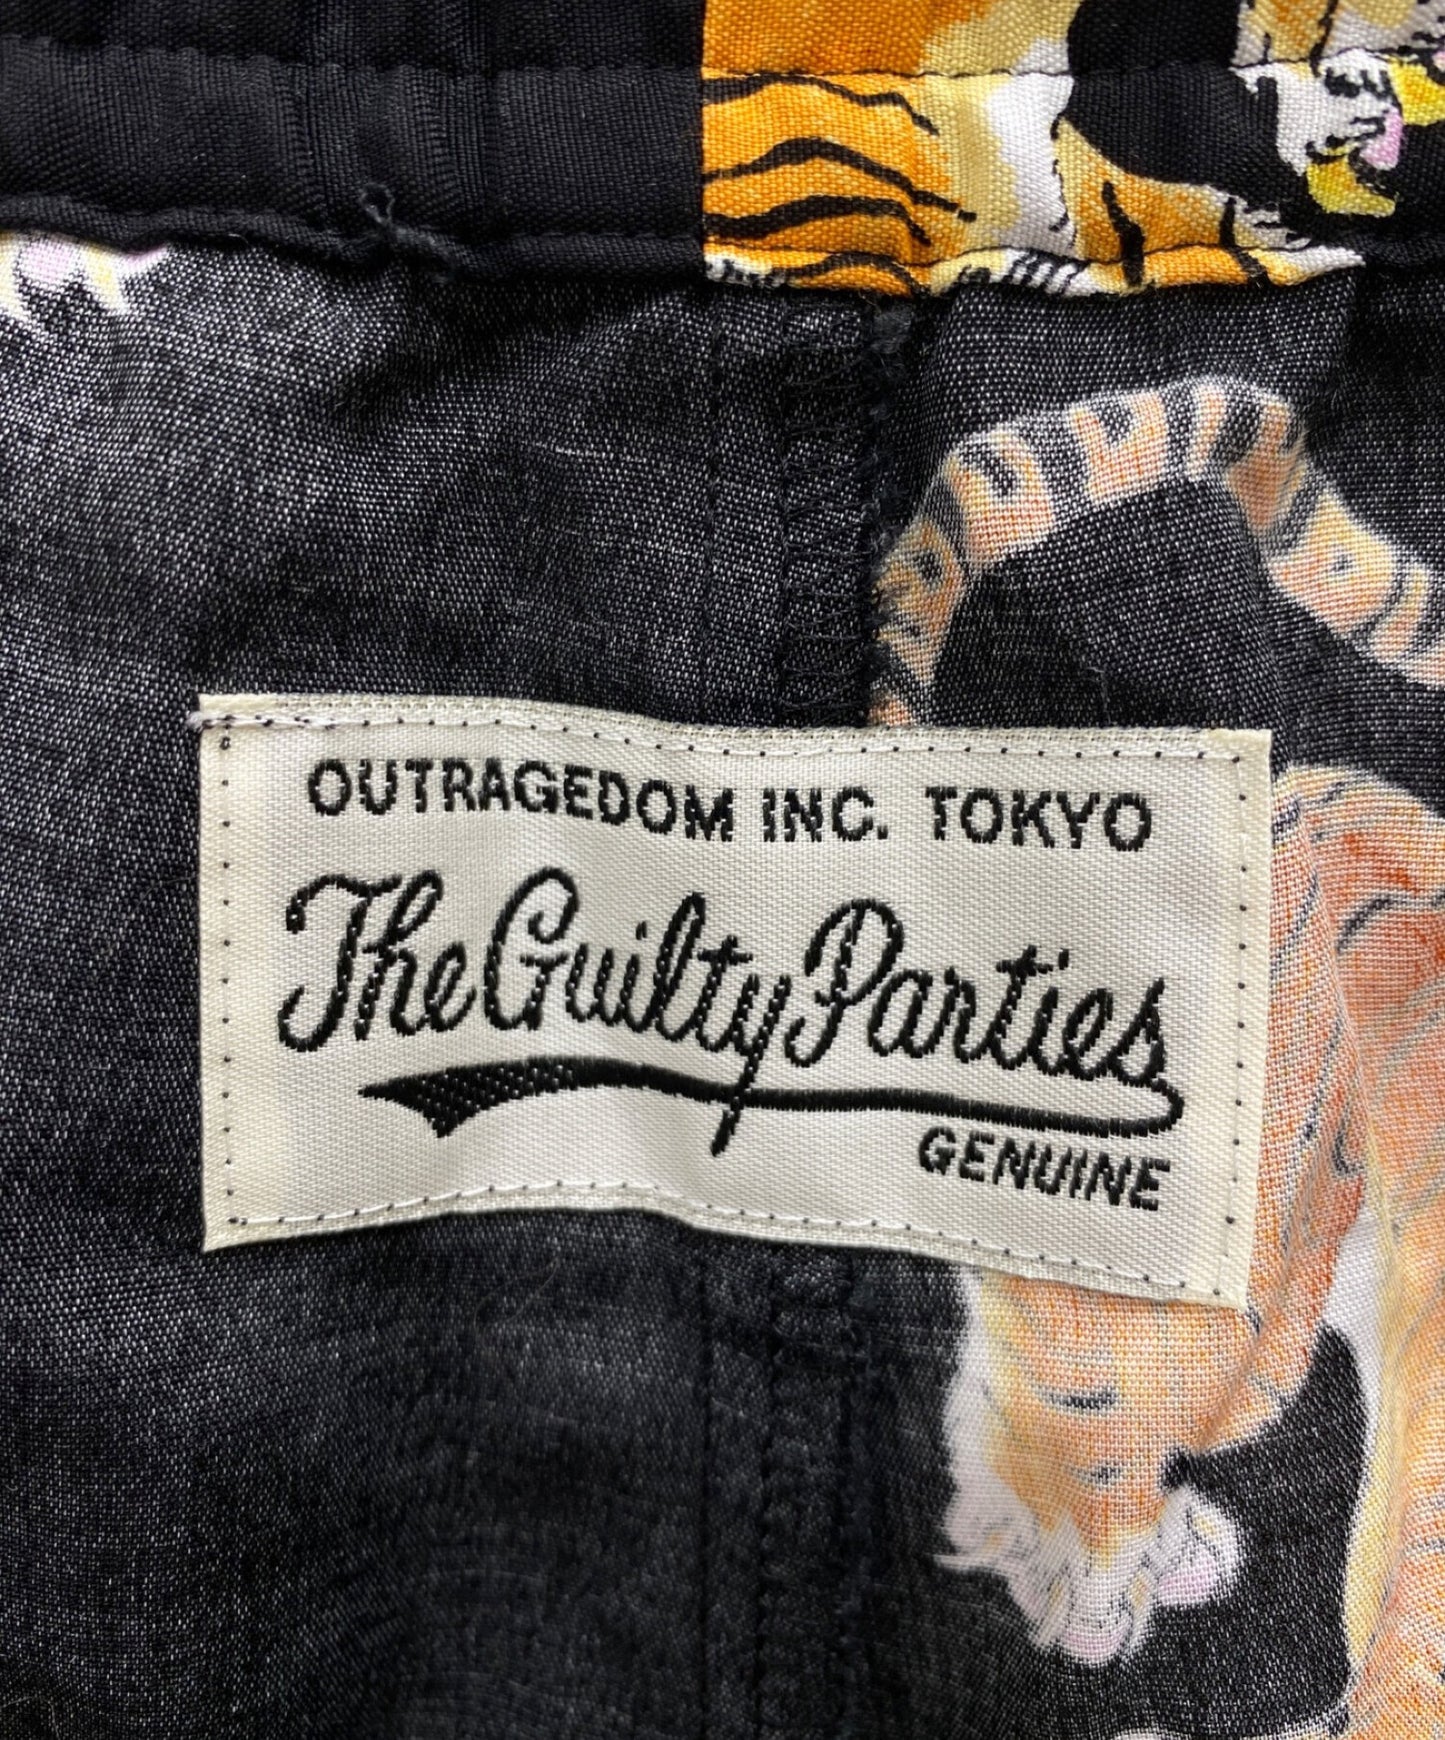 OUTRAGEDOM INC. TOKYO
The Guilty Parties
GENUINE